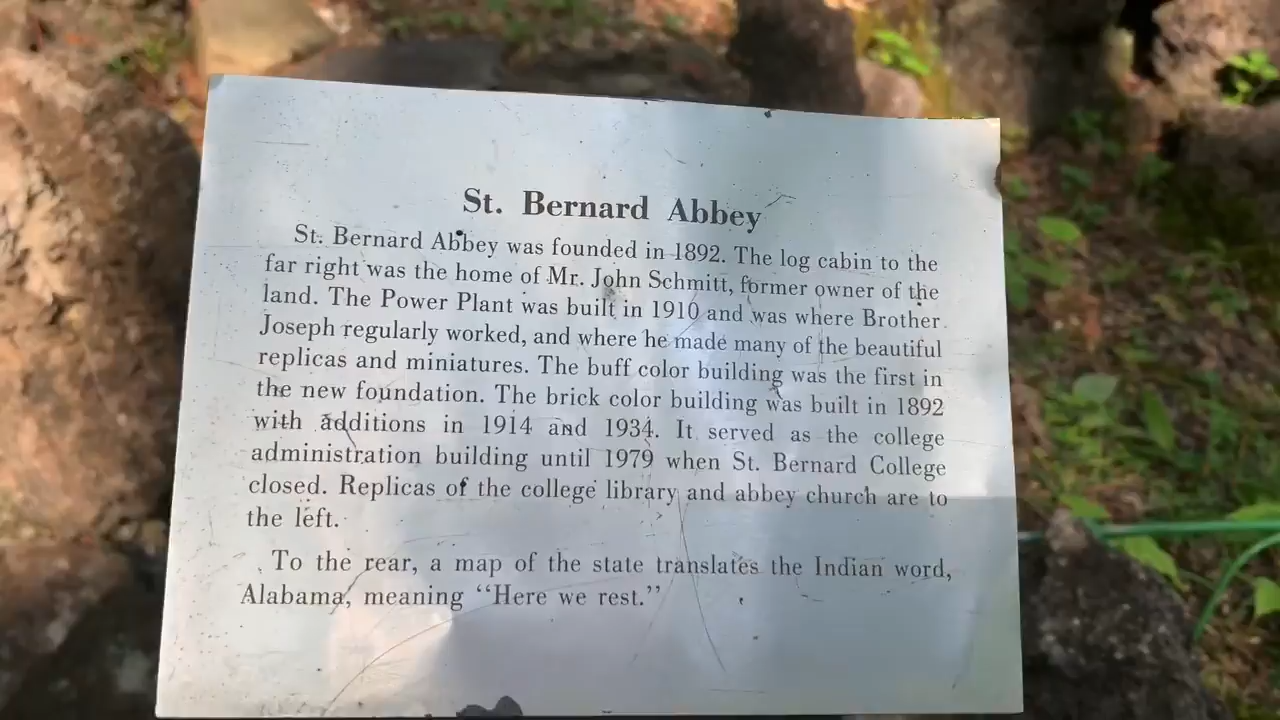 St. Bernard Abbey
St. Bernard Abbey was founded in 1892. The log cabin to the
far right was the home of Mr. John Schmitt, former owner of the
land. The Power Plant was built in 1910 and was where Brother
Joseph regularly worked, and where he made many of the beautiful
replicas and miniatures. The buff color building was the first in
the new foundation. The brick color building was built in 1892
with additions in 1914 and 1934. It served as the college
administration building until 1979 when St. Bernard College
closed. Replicas of the college library and abbey church are to
the left.
To the rear, a map of the state translates the Indian word,
Alabama, meaning “Here we rest.”